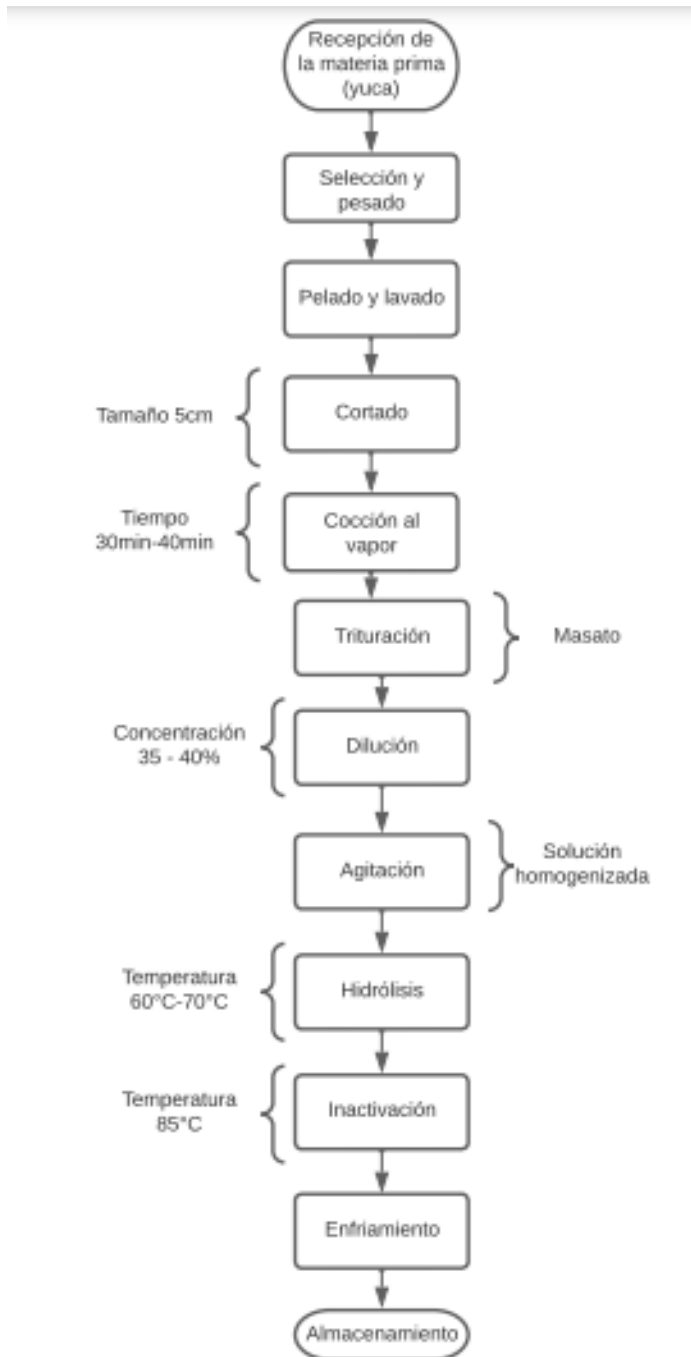 Recepción de
la materia prima
(yuca)
Selección y
pesado
Pelado y lavado
Tamaño 5cm
Cortado
Tiempo
30min-40min
Cocción al
vapor
Trituración
Masato
Concentración
35 - 40%
Dilución
Agitación
Solución
homogenizada
Temperatura
60°C-70°C
Hidrólisis
Temperatura
85°C
Inactivación
Enfriamiento
Almacenamiento